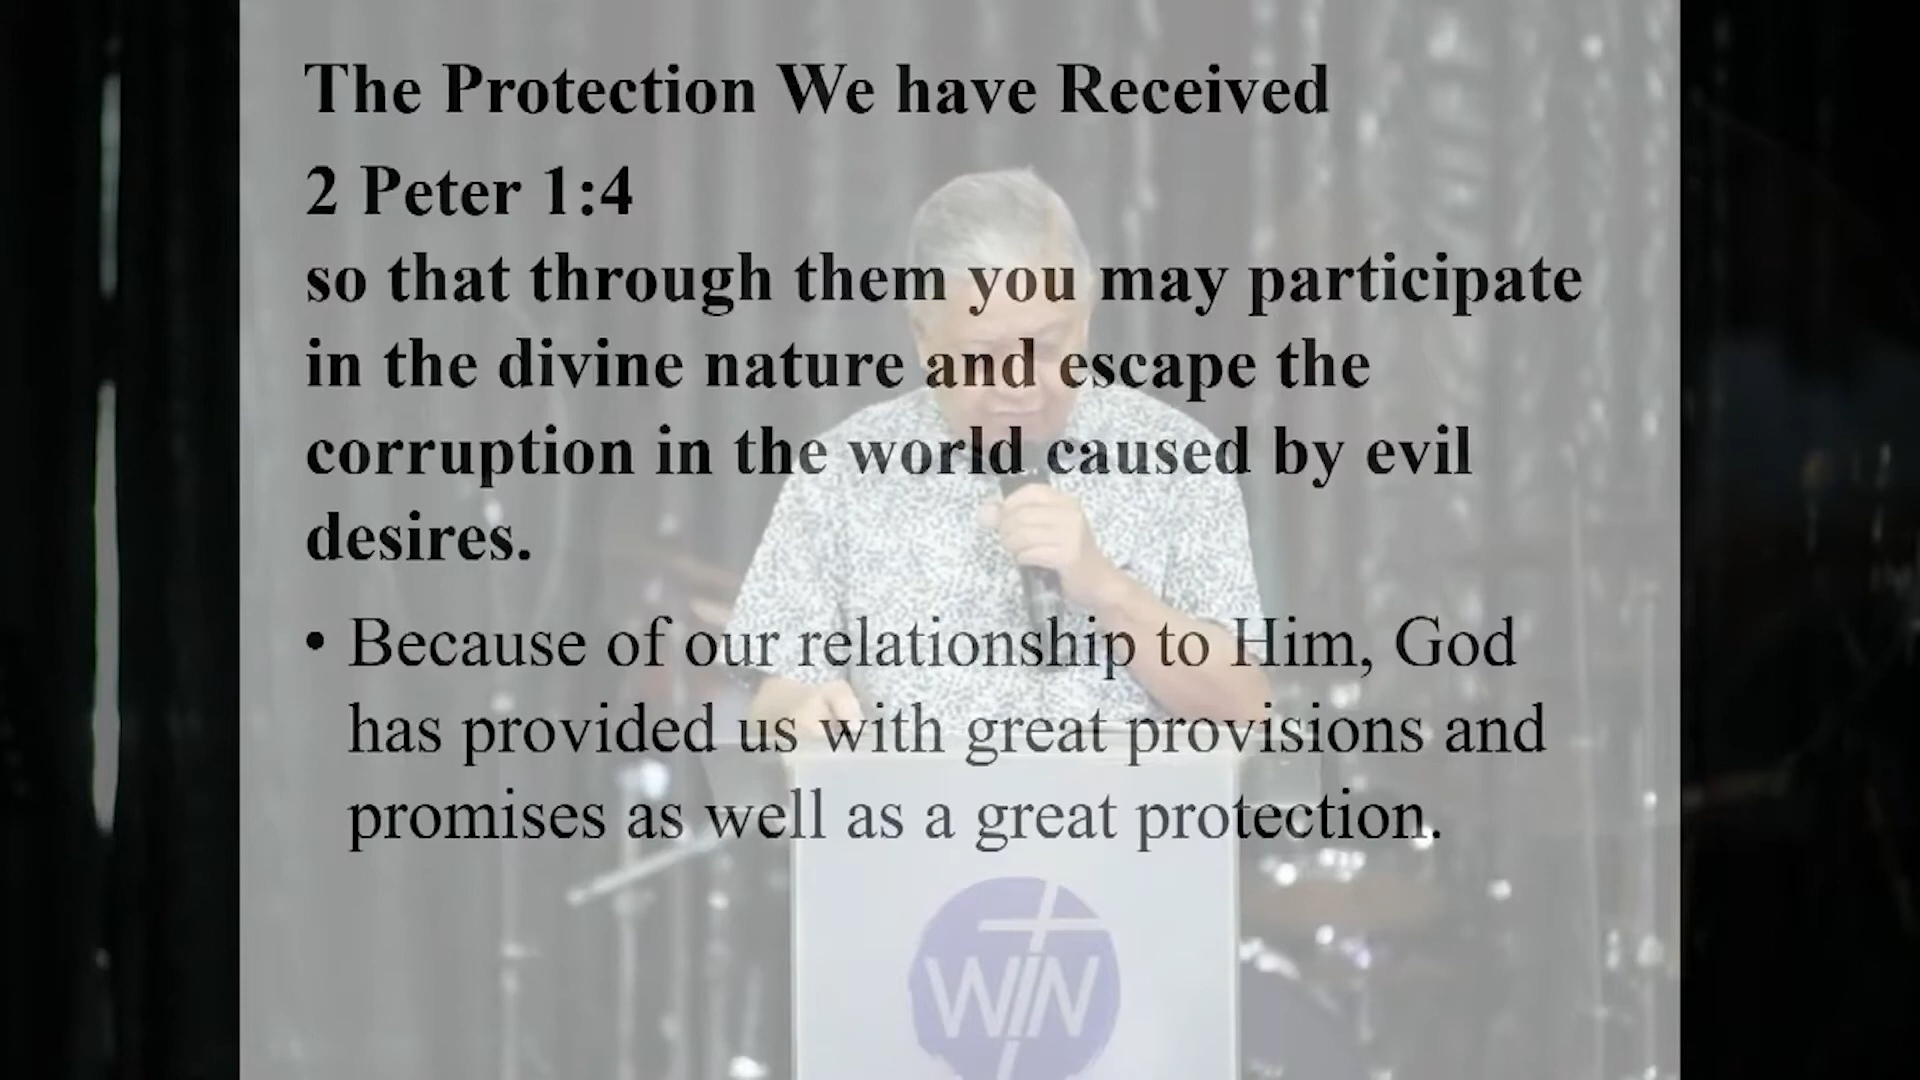 The Protection We have Received
2 Peter 1:4
so that through them you may participate
in the divine nature and escape the
corruption in the world caused by evil
desires.
• Because of our relationship to Him, God
has provided us with great provisions and
promises as well as a great protection.
WIN